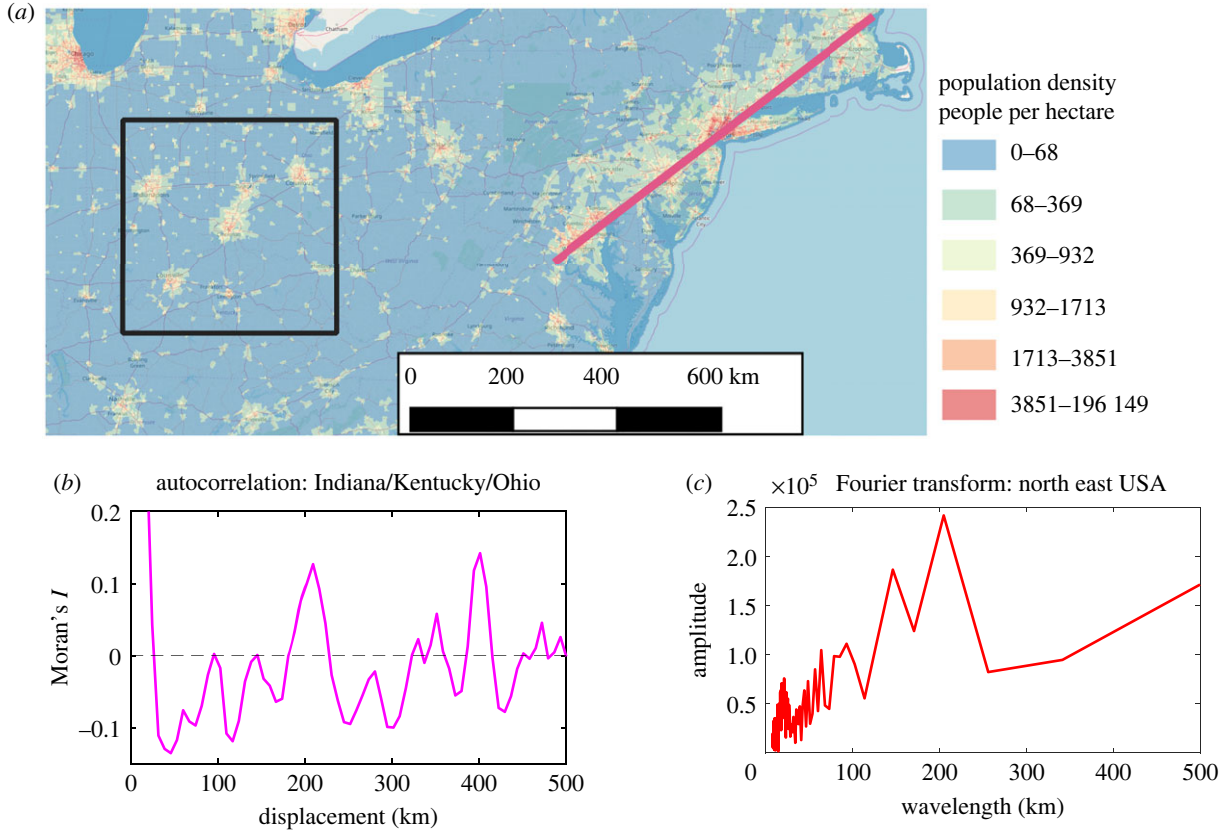 (a)
Chicago
Chatham
population density
people per hectare
0–68
68–369
369–932
932–1713
1713–3851
3851–196 149
0 200 400 600 km
(b) autocorrelation: Indiana/Kentucky/Ohio
0.2
0.1
0
−0.1
Moran's I
0 100 200 300 400 500
displacement (km)
(c) ×10⁵ Fourier transform: north east USA
2.5
2.0
1.5
1.0
0.5
amplitude
0 100 200 300 400 500
wavelength (km)